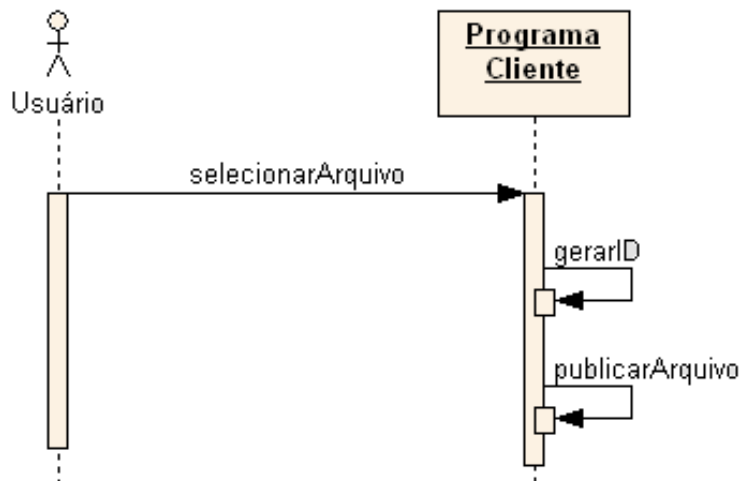 Programa
Cliente
Usuário
selecionarArquivo
gerarID
publicarArquivo